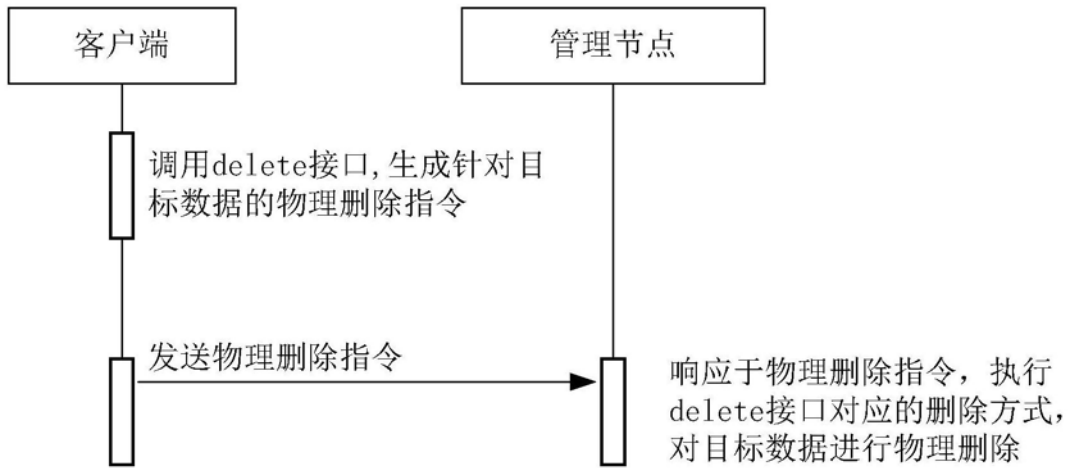 客户端
管理节点
调用delete接口,生成针对目
标数据的物理删除指令
发送物理删除指令
响应于物理删除指令，执行
delete接口对应的删除方式，
对目标数据进行物理删除